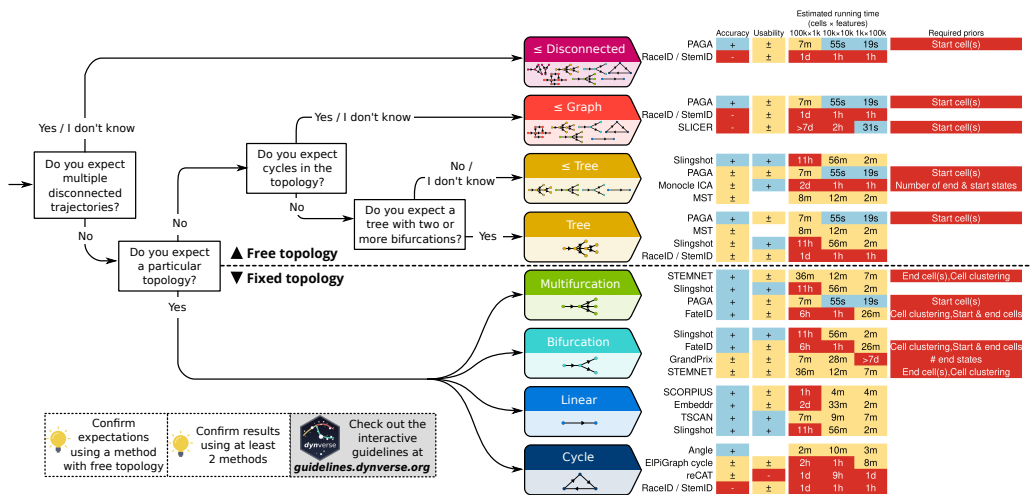 Estimated running time
(cells × features)
Accuracy Usability 100k×1k 10k×10k 1k×100k Required priors
≤ Disconnected
PAGA + ± 7m 55s 19s Start cell(s)
RaceID / StemID - ± 1d 1h 1h
≤ Graph
PAGA + ± 7m 55s 19s Start cell(s)
RaceID / StemID - ± 1d 1h 1h
SLICER - ± >7d 2h 31s Start cell(s)
Yes / I don't know
Yes / I don't know
Do you expect
multiple
disconnected
trajectories?
No
Do you expect
cycles in the
topology?
No
No /
I don't know
Do you expect a
tree with two or
more bifurcations?
Yes
No
Do you expect
a particular
topology?
Yes
▲ Free topology
▼ Fixed topology
≤ Tree
Slingshot + + 11h 56m 2m
PAGA ± ± 7m 55s 19s Start cell(s)
Monocle ICA ± + 2d 1h 1h Number of end & start states
MST ± 8m 12m 2m
Tree
PAGA + ± 7m 55s 19s Start cell(s)
MST ± 8m 12m 2m
Slingshot ± + 11h 56m 2m
RaceID / StemID ± ± 1d 1h 1h
Multifurcation
STEMNET + ± 36m 12m 7m End cell(s),Cell clustering
Slingshot + + 11h 56m 2m
PAGA + ± 7m 55s 19s Start cell(s)
FateID + ± 6h 1h 26m Cell clustering,Start & end cells
Bifurcation
Slingshot + + 11h 56m 2m
FateID + ± 6h 1h 26m Cell clustering,Start & end cells
GrandPrix ± ± 7m 28m >7d # end states
STEMNET ± ± 36m 12m 7m End cell(s),Cell clustering
Linear
SCORPIUS + ± 1h 4m 4m
Embeddr + ± 2d 33m 2m
TSCAN + + 7m 9m 7m
Slingshot + + 11h 56m 2m
Cycle
Angle + 2m 10m 3m
ElPiGraph cycle ± ± 2h 1h 8m
reCAT ± - 1d 9h 1d
RaceID / StemID - ± 1d 1h 1h
Confirm
expectations
using a method
with free topology
Confirm results
using at least
2 methods
dynverse
Check out the
interactive
guidelines at
guidelines.dynverse.org